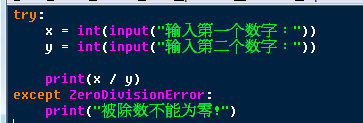 try:
    x = int(input("输入第一个数字："))
    y = int(input("输入第二个数字："))
    print(x / y)
except ZeroDivisionError:
    print("被除数不能为零!")